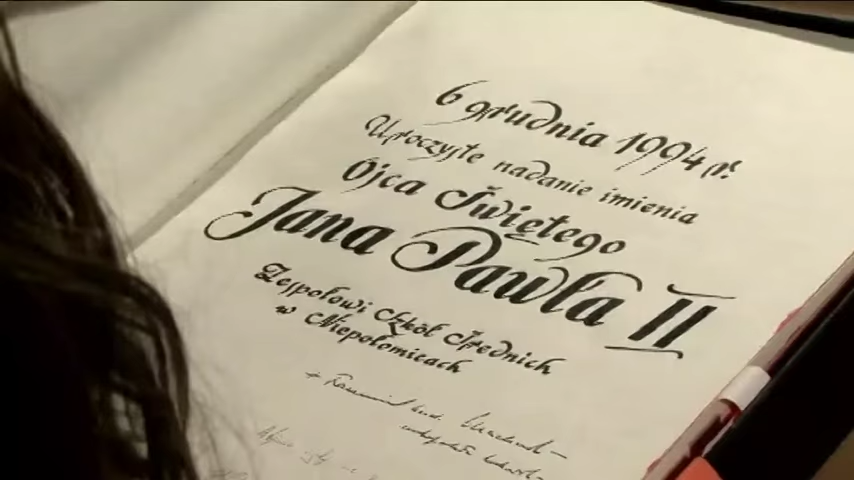 6 grudnia 1994 r.
Uroczyste nadanie imienia
Ojca Świętego
Jana Pawła II
Zespołowi Szkół Średnich
w Niepołomicach